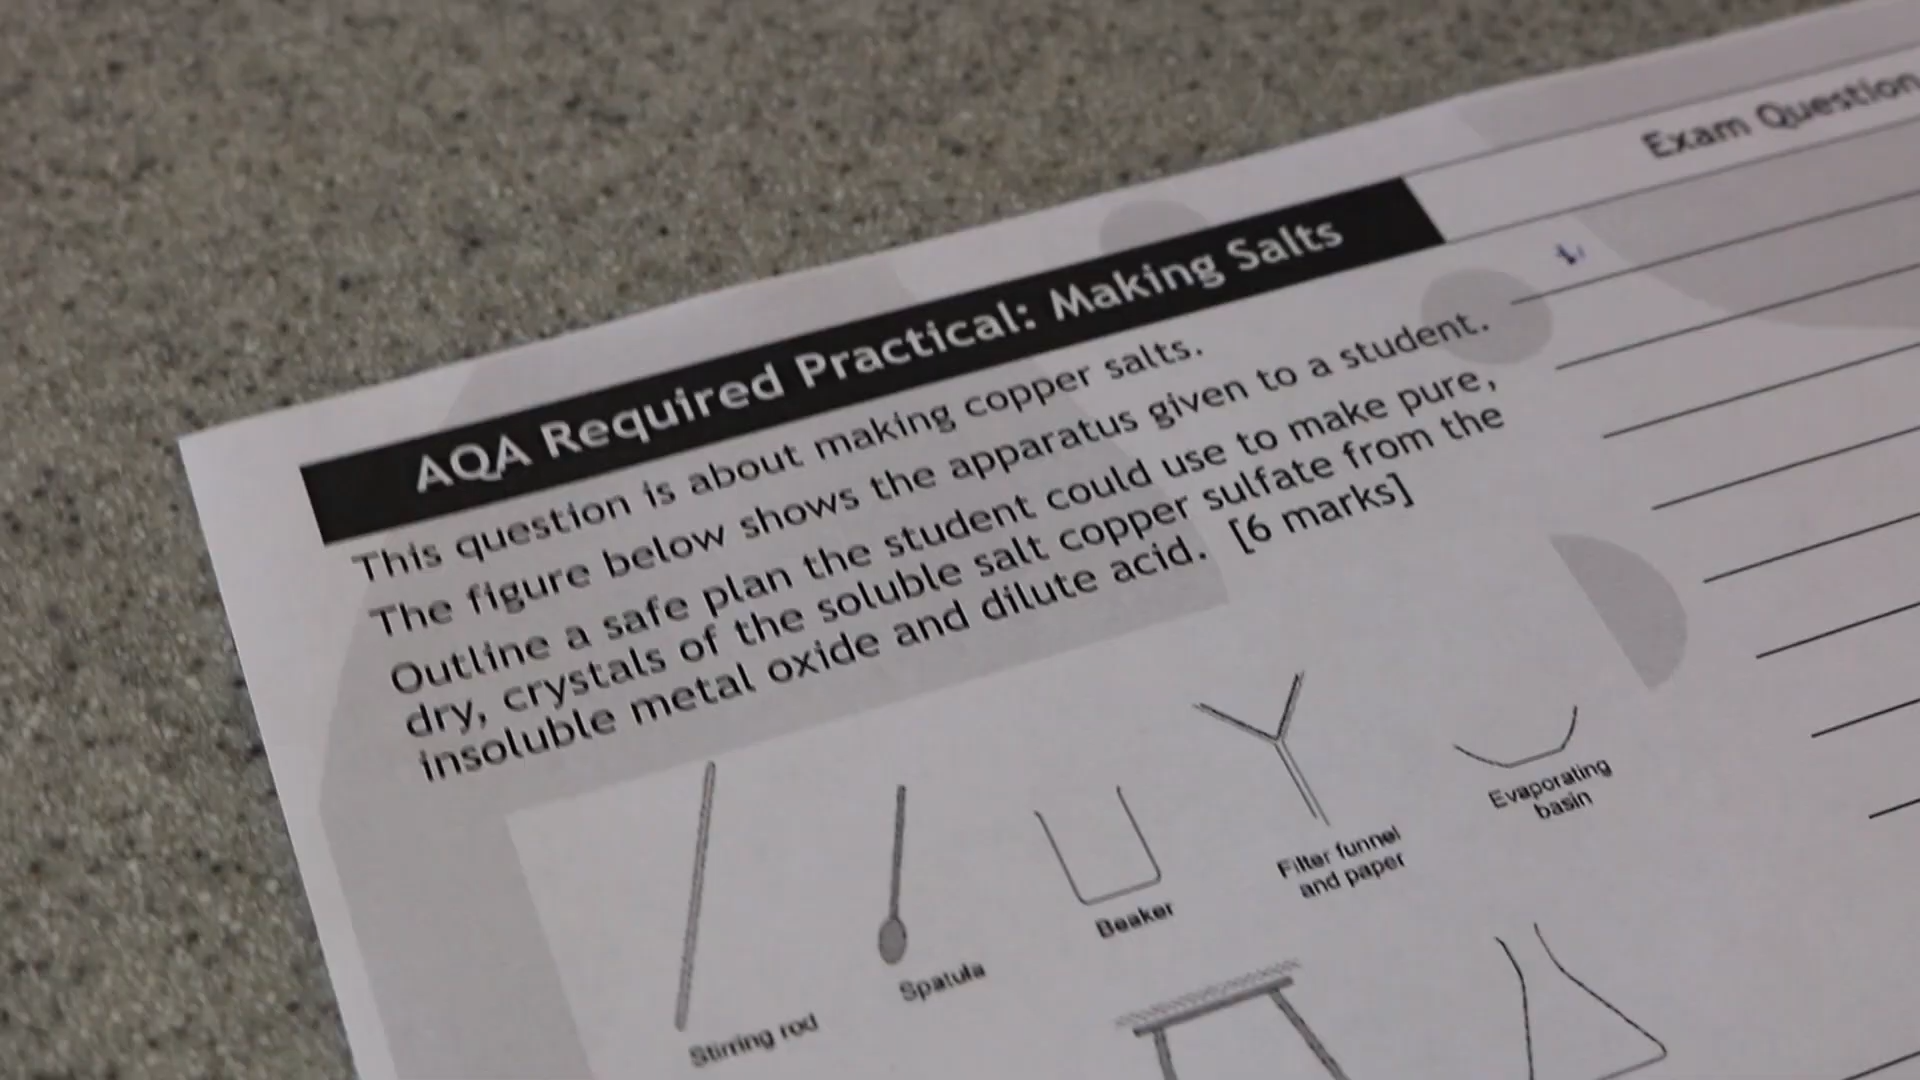 Exam Question
AQA Required Practical: Making Salts
This question is about making copper salts.
The figure below shows the apparatus given to a student.
Outline a safe plan the student could use to make pure,
dry, crystals of the soluble salt copper sulfate from the
insoluble metal oxide and dilute acid. [6 marks]
Evaporating
basin
Filter funnel
and paper
Beaker
Spatula
Stirring rod